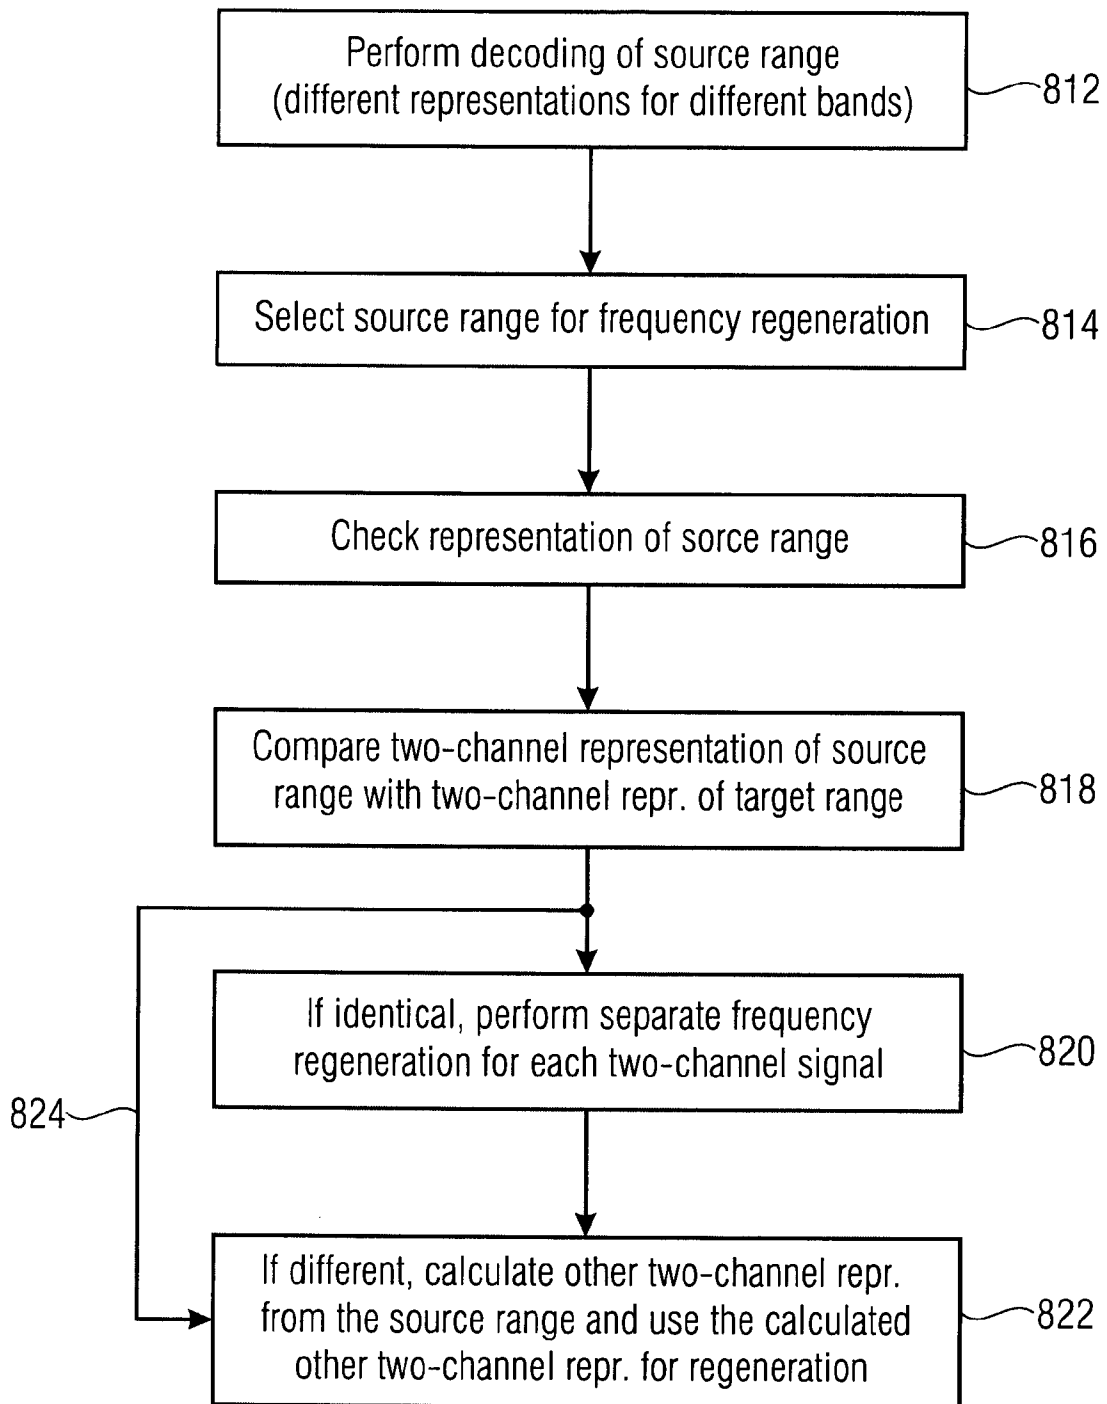 Perform decoding of source range
(different representations for different bands)
812
Select source range for frequency regeneration
814
Check representation of sorce range
816
Compare two-channel representation of source
range with two-channel repr. of target range
818
If identical, perform separate frequency
regeneration for each two-channel signal
820
824
If different, calculate other two-channel repr.
from the source range and use the calculated
other two-channel repr. for regeneration
822